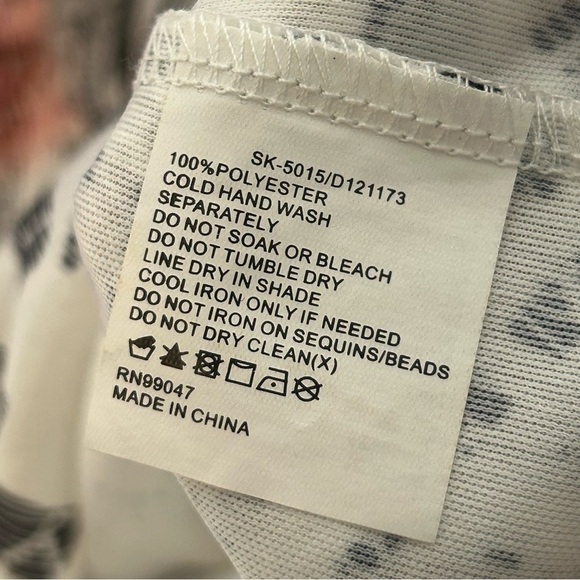 SK-5015/D121173
100%POLYESTER
COLD HAND WASH
SEPARATELY
DO NOT SOAK OR BLEACH
DO NOT TUMBLE DRY
LINE DRY IN SHADE
COOL IRON ONLY IF NEEDED
DO NOT IRON ON SEQUINS/BEADS
DO NOT DRY CLEAN(X)
RN99047
MADE IN CHINA